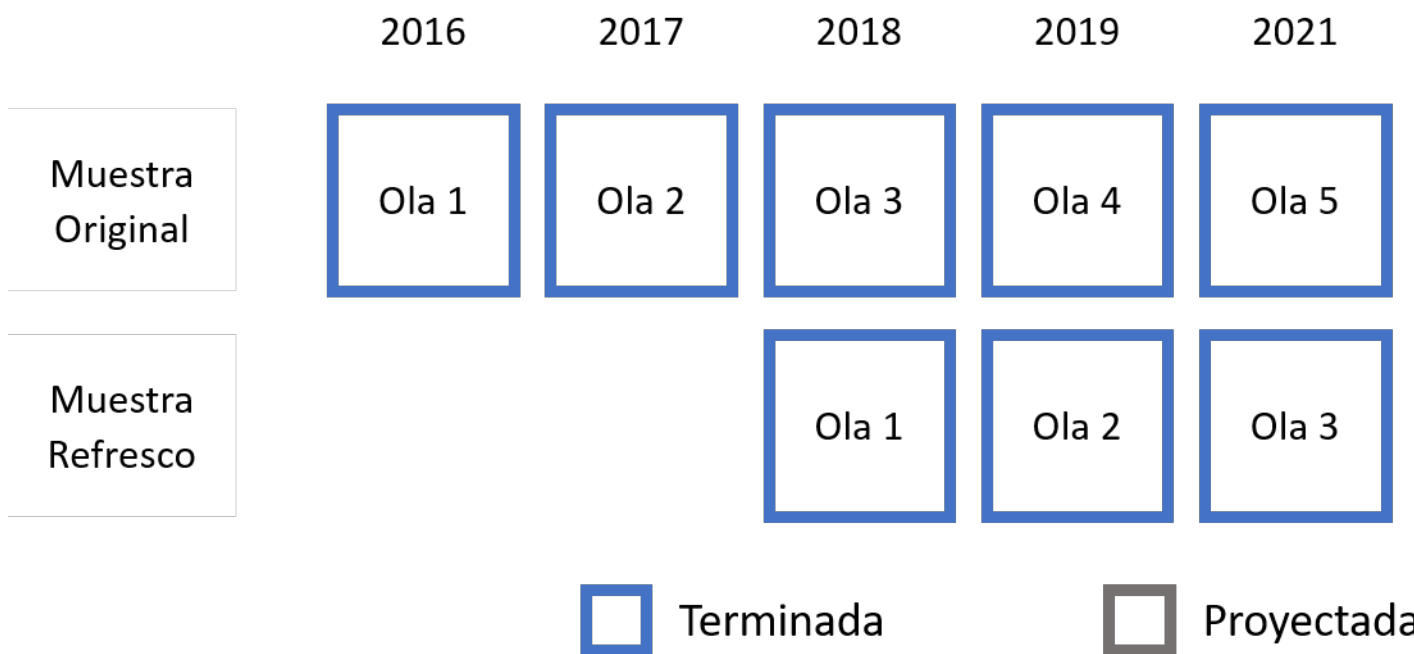 2016 2017 2018 2019 2021
Muestra
Original
Ola 1 Ola 2 Ola 3 Ola 4 Ola 5
Muestra
Refresco
Ola 1 Ola 2 Ola 3
Terminada Proyectada